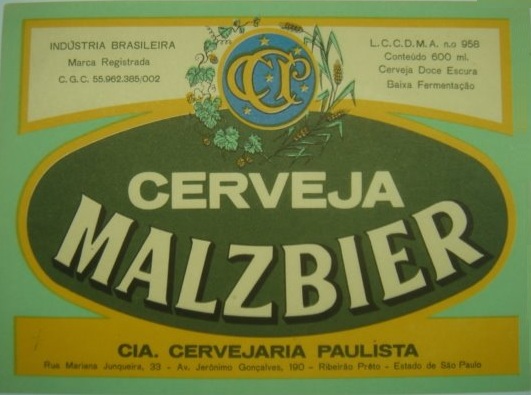 INDÚSTRIA BRASILEIRA
Marca Registrada
C.G.C. 55.962.385/002
L.C.C.D.M.A. n.o 958
Conteúdo 600 ml.
Cerveja Doce Escura
Baixa Fermentação
CERVEJA
MALZBIER
CIA. CERVEJARIA PAULISTA
Rua Mariana Junqueira, 33 - Av. Jerônimo Gonçalves, 190 - Ribeirão Prêto - Estado de São Paulo